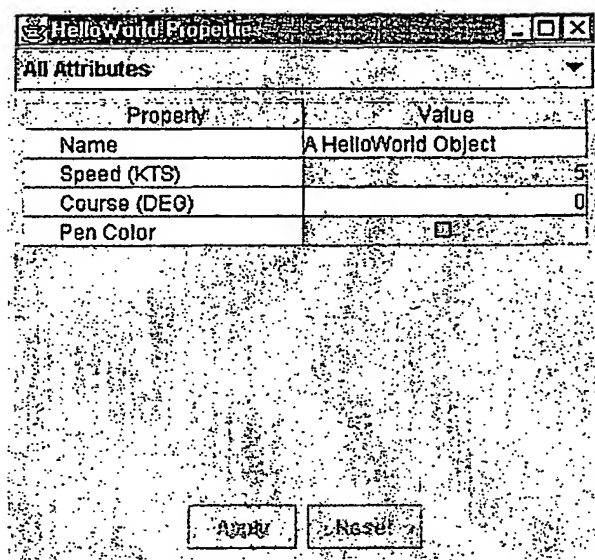 HelloWorld Properties
All Attributes
Property Value
Name A HelloWorld Object
Speed (KTS) 5
Course (DEG) 0
Pen Color
Apply Reset